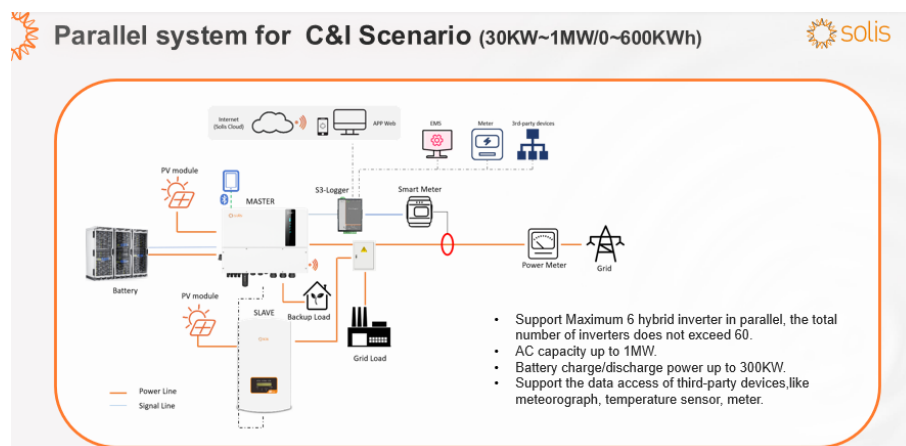 Parallel system for C&I Scenario (30KW~1MW/0~600KWh)
solis
Internet
(Solis Cloud)
APP Web
EMS
Meter
3rd-party devices
PV module
MASTER
S3-Logger
Smart Meter
Battery
Power Meter
Grid
PV module
SLAVE
Backup Load
Grid Load
Power Line
Signal Line
• Support Maximum 6 hybrid inverter in parallel, the total
number of inverters does not exceed 60.
• AC capacity up to 1MW.
• Battery charge/discharge power up to 300KW.
• Support the data access of third-party devices,like
meteorograph, temperature sensor, meter.